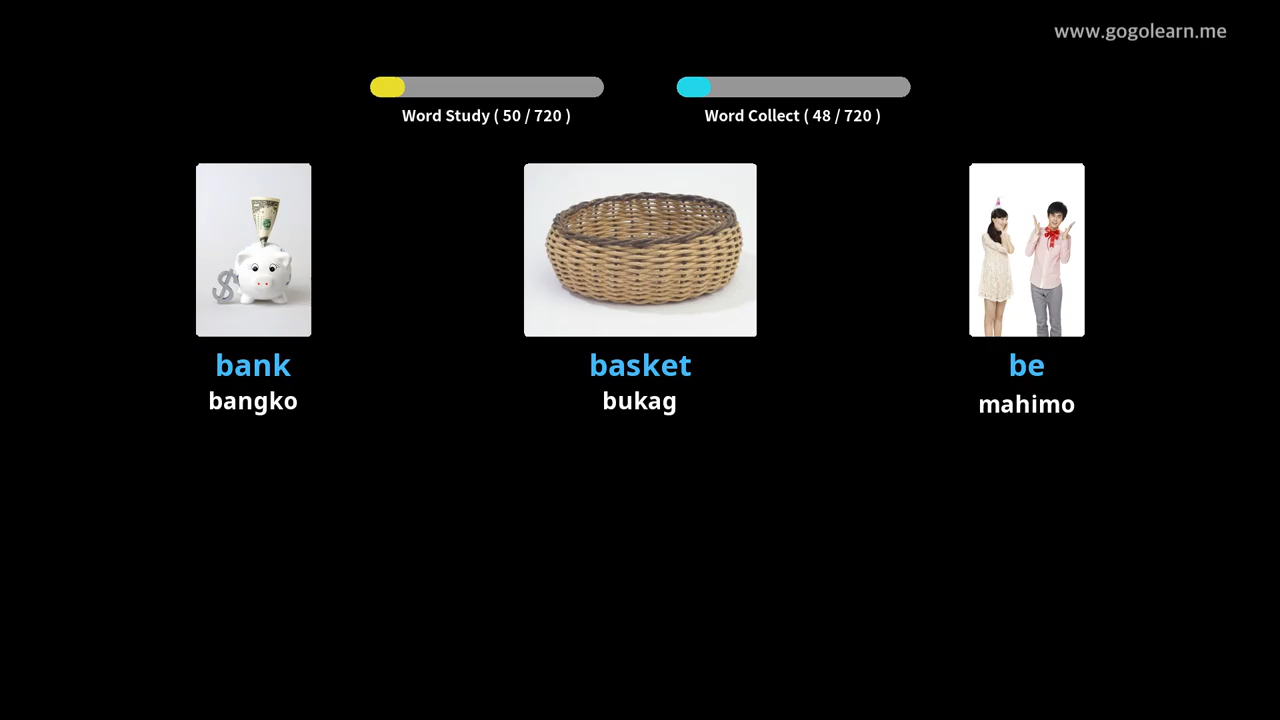 www.gogolearn.me
Word Study ( 50 / 720 )
Word Collect ( 48 / 720 )
bank
bangko
basket
bukag
be
mahimo